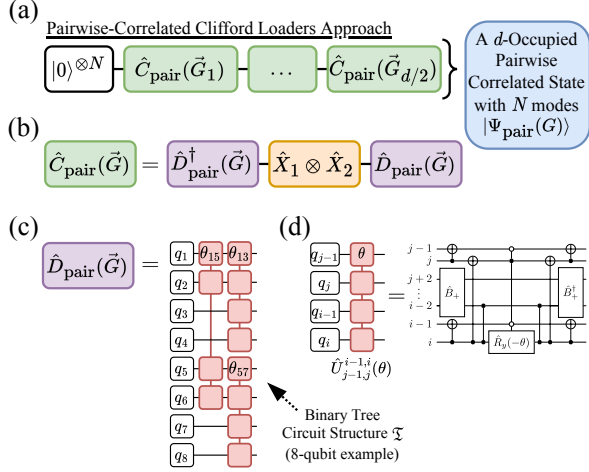 (a)
Pairwise-Correlated Clifford Loaders Approach
|0⟩^{⊗N}
Ĉ_pair(G⃗_1)
...
Ĉ_pair(G⃗_{d/2})
A d-Occupied
Pairwise
Correlated State
with N modes
|Ψ_pair(G)⟩
(b)
Ĉ_pair(G⃗) = D̂†_pair(G⃗) X̂_1 ⊗ X̂_2 D̂_pair(G⃗)
(c)
D̂_pair(G⃗) =
q_1 θ_15 θ_13
q_2
q_3
q_4
q_5 θ_57
q_6
q_7
q_8
Binary Tree
Circuit Structure 𝔗
(8-qubit example)
(d)
q_{j−1} θ
q_j
q_{i−1}
q_i
Û^{i−1,i}_{j−1,j}(θ)
=
j − 1
j
j + 2
⋮
i − 2
i − 1
i
B̂_+
R̂_y(−θ)
B̂†_+